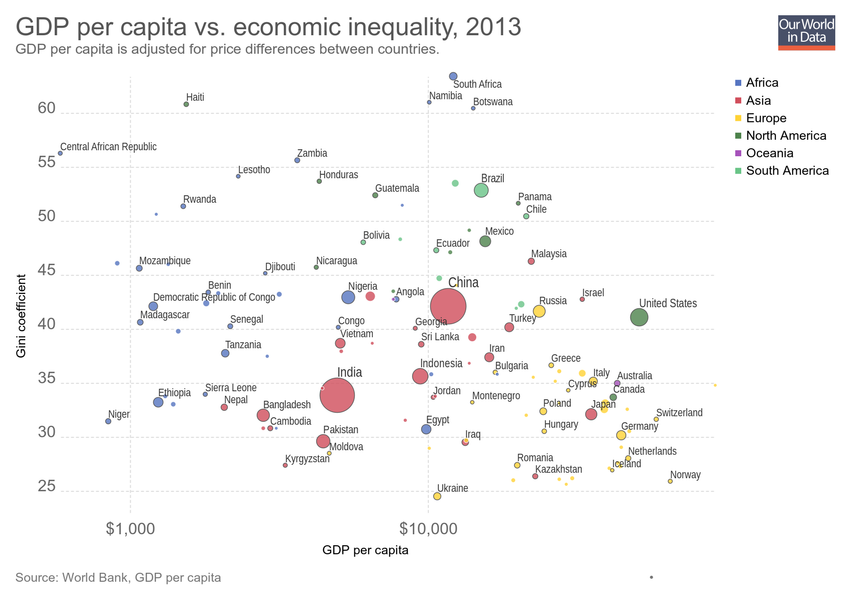 GDP per capita vs. economic inequality, 2013
GDP per capita is adjusted for price differences between countries.
Our World
in Data
Africa
Asia
Europe
North America
Oceania
South America
Gini coefficient
60
55
50
45
40
35
30
25
South Africa
Haiti
Namibia
Botswana
Central African Republic
Zambia
Lesotho
Honduras
Brazil
Guatemala
Rwanda
Panama
Chile
Bolivia
Mexico
Ecuador
Malaysia
Mozambique
Djibouti
Nicaragua
Benin
Nigeria
Angola
China
Israel
Democratic Republic of Congo
Russia
United States
Madagascar
Senegal
Congo
Georgia
Turkey
Vietnam
Sri Lanka
Tanzania
Iran
Greece
Indonesia
Bulgaria
India
Italy
Australia
Cyprus
Ethiopia
Sierra Leone
Jordan
Montenegro
Canada
Nepal
Bangladesh
Poland
Japan
Niger
Cambodia
Egypt
Hungary
Germany
Switzerland
Pakistan
Iraq
Moldova
Kyrgyzstan
Romania
Kazakhstan
Iceland
Netherlands
Norway
Ukraine
$1,000
$10,000
GDP per capita
Source: World Bank, GDP per capita